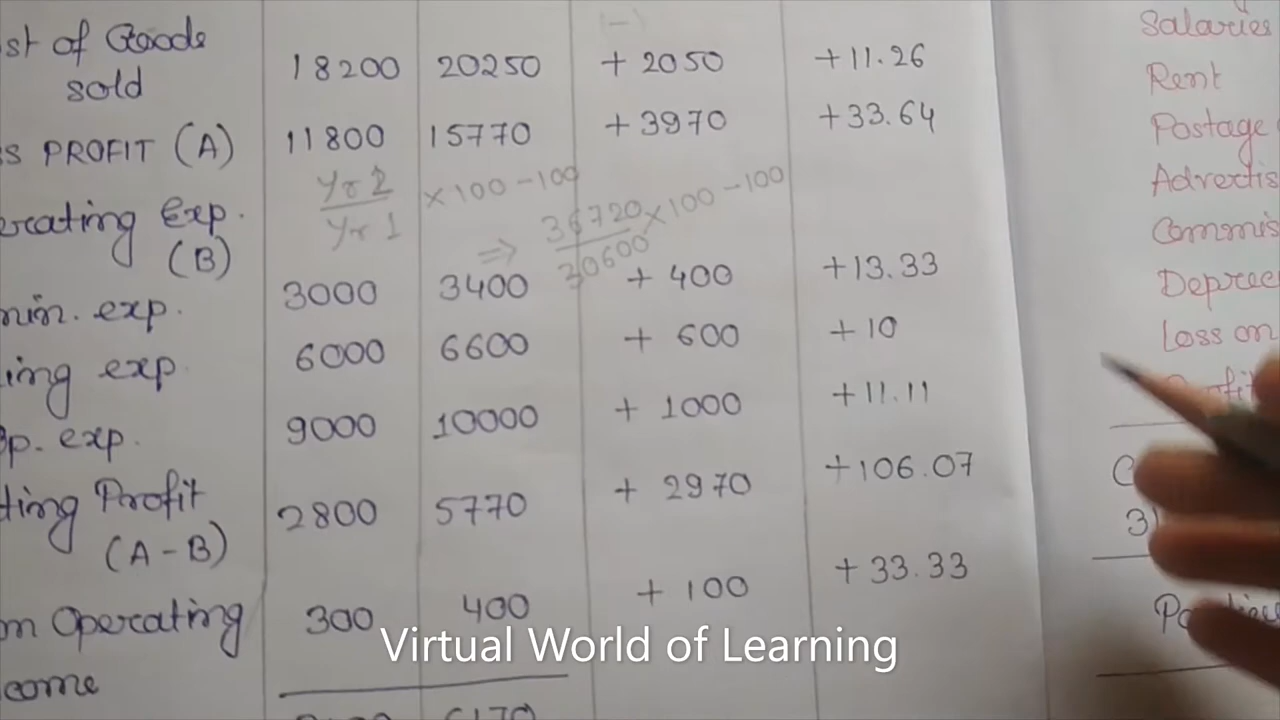 st of Goods
sold 18200 20250 + 2050 +11.26
s PROFIT (A) 11800 15770 +3970 +33.64
Yr 2 × 100 - 100
Yr 1
⇒ 36720 × 100 - 100
30600
erating Exp.
(B)
min. exp. 3000 3400 + 400 +13.33
ing exp 6000 6600 + 600 +10
p. exp. 9000 10000 + 1000 +11.11
ting Profit 2800 5770 + 2970 +106.07
(A-B)
n Operating 300 400 + 100 +33.33
come
(-)
Salaries
Rent
Postage
Advertis
Commis
Deprec
Loss on
Virtual World of Learning